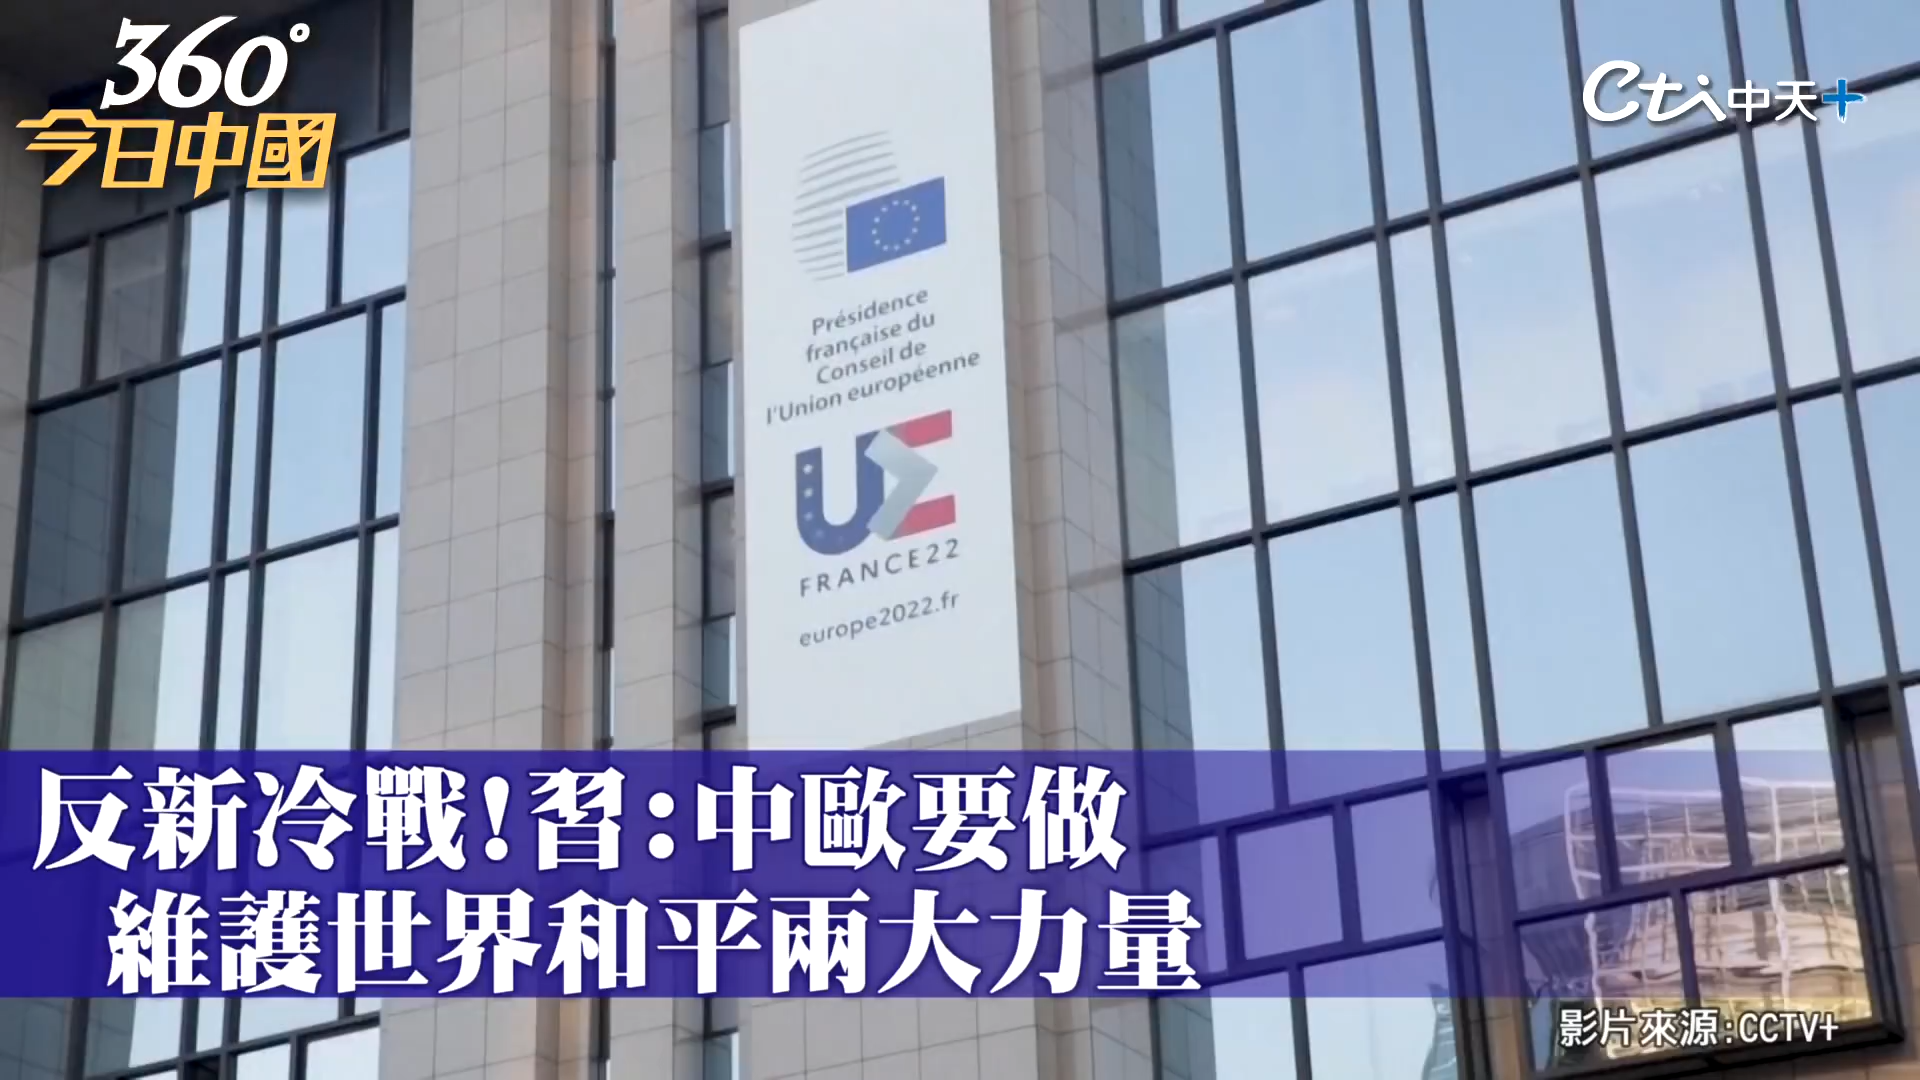 360°
今日中國
Cti中天+
Présidence
française du
Conseil de
l'Union européenne
UE
FRANCE22
europe2022.fr
反新冷戰!習:中歐要做
維護世界和平兩大力量
影片來源:CCTV+